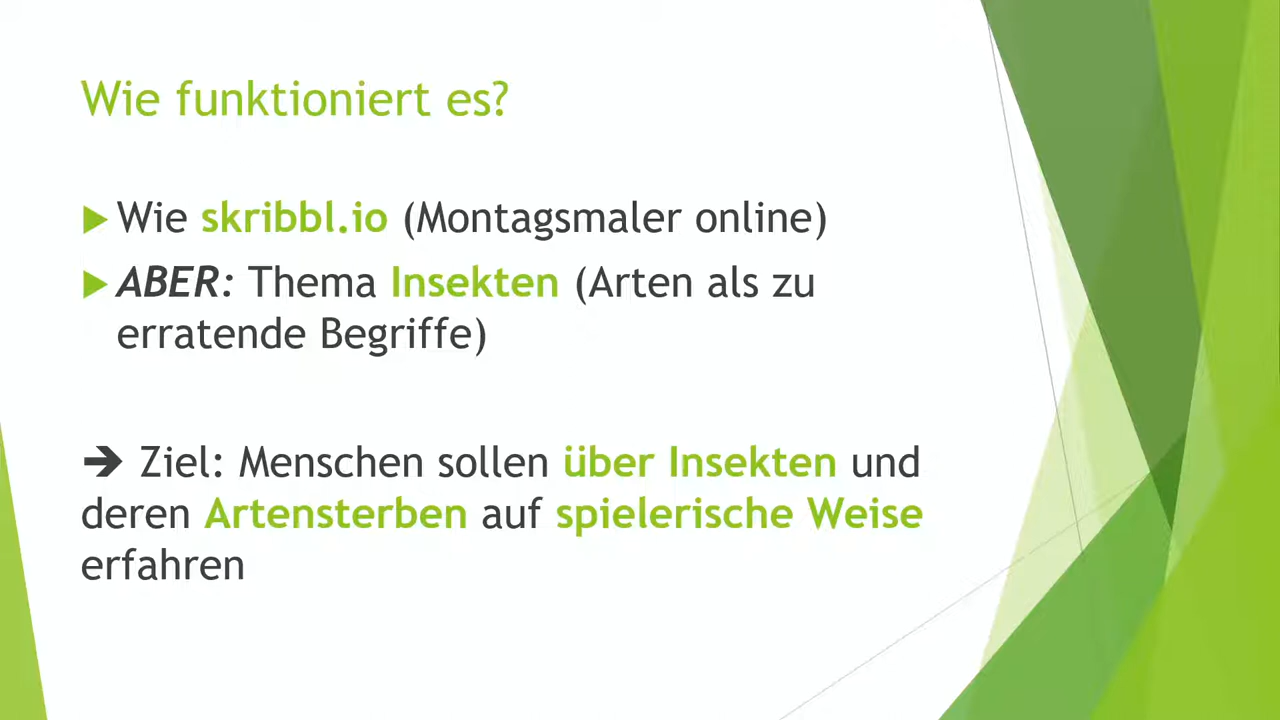 Wie funktioniert es?
Wie skribbl.io (Montagsmaler online)
ABER: Thema Insekten (Arten als zu
erratende Begriffe)
➔ Ziel: Menschen sollen über Insekten und
deren Artensterben auf spielerische Weise
erfahren